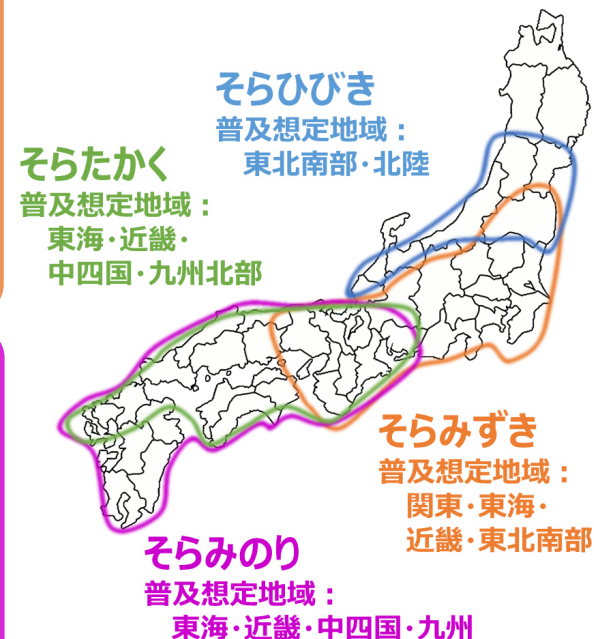 そらひびき
普及想定地域：
東北南部・北陸
そらたかく
普及想定地域：
東海・近畿・
中四国・九州北部
そらみずき
普及想定地域：
関東・東海・
近畿・東北南部
そらみのり
普及想定地域：
東海・近畿・中四国・九州